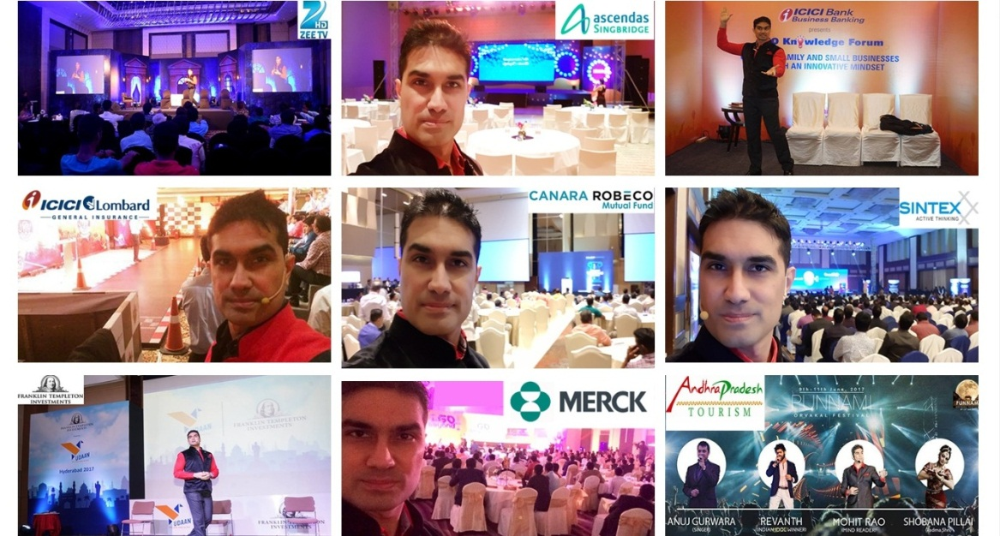 ZEE TV
HD
ascendas
SINGBRIDGE
ICICI Bank
Business Banking
presents
O Knowledge Forum
FAMILY AND SMALL BUSINESSES
H AN INNOVATIVE MINDSET
ICICI Lombard
GENERAL INSURANCE
CANARA ROBECO
Mutual Fund
SINTEX
ACTIVE THINKING
FRANKLIN TEMPLETON
INVESTMENTS
UDAAN
Hyderabad 2017
FRANKLIN TEMPLETON
INVESTMENTS
UDAAN
UDAAN
FRANKLIN
INVESTMENTS
MERCK
Andhra Pradesh
TOURISM
9th-11th June, 2017
PUNNAMI
ORVAKAL FESTIVAL
PUNNAMI
ANUJ GURWARA
(SINGER)
REVANTH
(INDIAN IDOL WINNER)
MOHIT RAO
(MIND READER)
SHOBANA PILLAI